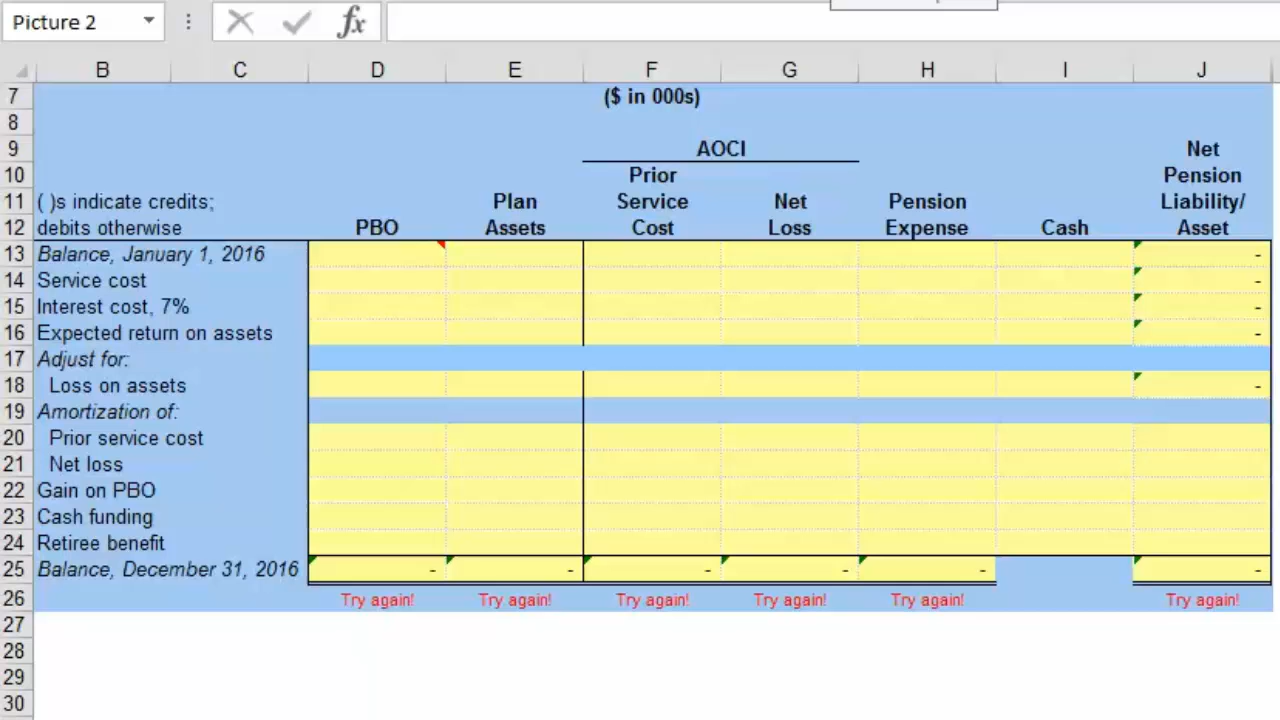 Picture 2 fx
B C D E F G H I J
7 ($ in 000s)
8
9 AOCI Net
10 Prior Pension
11 ( )s indicate credits; Plan Service Net Pension Liability/
12 debits otherwise PBO Assets Cost Loss Expense Cash Asset
13 Balance, January 1, 2016 -
14 Service cost -
15 Interest cost, 7% -
16 Expected return on assets -
17 Adjust for:
18 Loss on assets -
19 Amortization of:
20 Prior service cost
21 Net loss
22 Gain on PBO
23 Cash funding
24 Retiree benefit
25 Balance, December 31, 2016 - - - - - -
26 Try again! Try again! Try again! Try again! Try again! Try again!
27
28
29
30